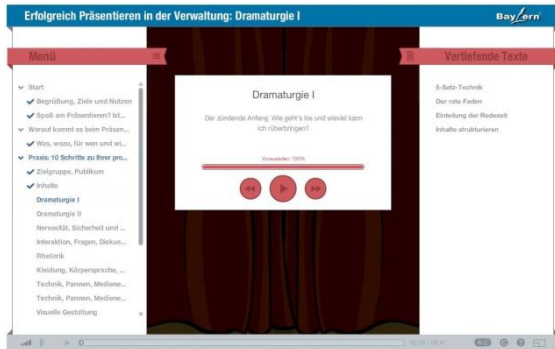 Erfolgreich Präsentieren in der Verwaltung: Dramaturgie I
BayLern
Menü
Start
Begrüßung, Ziele und Nutzen
Spaß am Präsentieren? Ist...
Worauf kommt es beim Präsen...
Was, wozu, für wen und wi...
Praxis: 10 Schritte zu Ihrer pro...
Zielgruppe, Publikum
Inhalte
Dramaturgie I
Dramaturgie II
Nervosität, Sicherheit und ...
Interaktion, Fragen, Diskus...
Rhetorik
Kleidung, Körpersprache, ...
Technik, Pannen, Mediene...
Technik, Pannen, Mediene...
Visuelle Gestaltung
Dramaturgie I
Der zündende Anfang. Wie geht's los und wieviel kann
ich rüberbringen?
Vorausladen: 100%
Vertiefende Texte
5-Satz-Technik
Der rote Faden
Einteilung der Redezeit
Inhalte strukturieren
A-Z